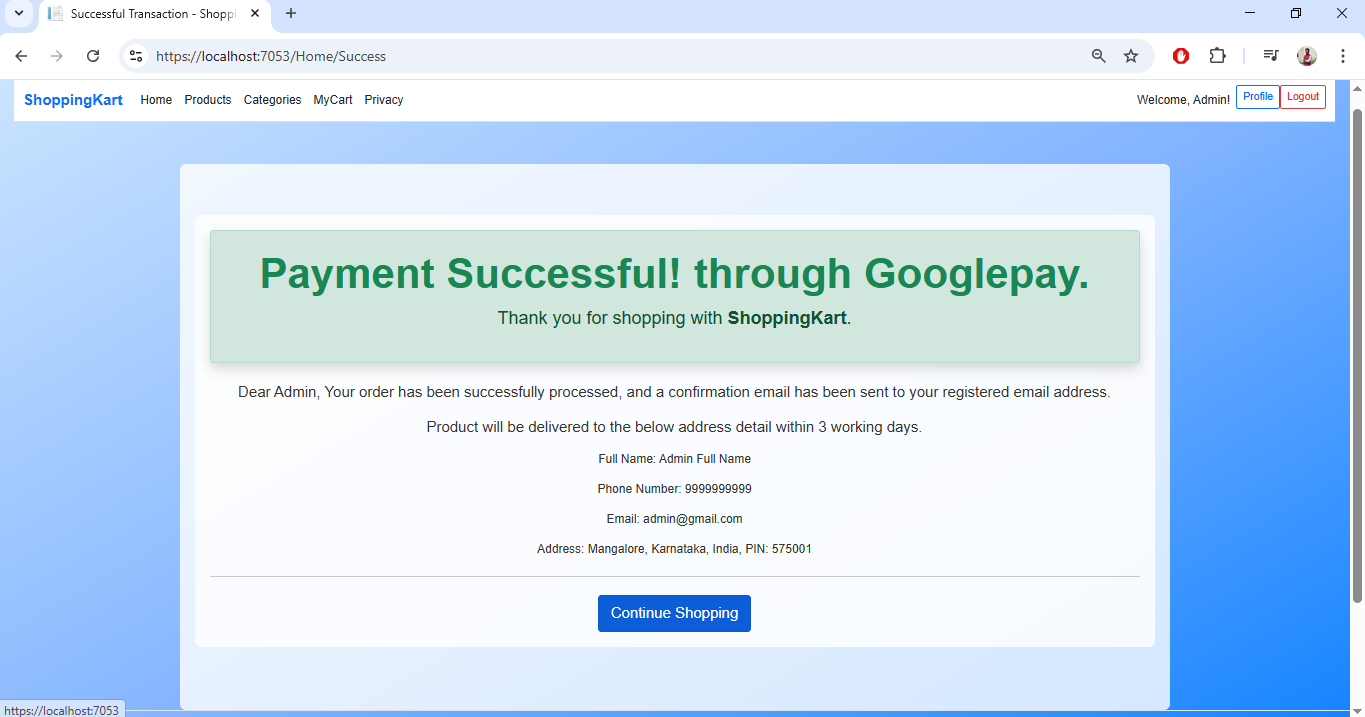 Successful Transaction - Shoppi
https://localhost:7053/Home/Success
ShoppingKart Home Products Categories MyCart Privacy Welcome, Admin! Profile Logout
Payment Successful! through Googlepay.
Thank you for shopping with ShoppingKart.
Dear Admin, Your order has been successfully processed, and a confirmation email has been sent to your registered email address.
Product will be delivered to the below address detail within 3 working days.
Full Name: Admin Full Name
Phone Number: 9999999999
Email: admin@gmail.com
Address: Mangalore, Karnataka, India, PIN: 575001
Continue Shopping
https://localhost:7053